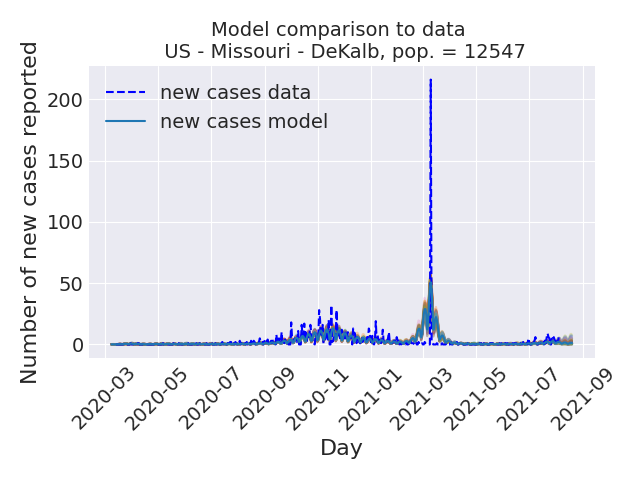 Model comparison to data
US - Missouri - DeKalb, pop. = 12547
Number of new cases reported
200
150
100
50
0
new cases data
new cases model
2020-03
2020-05
2020-07
2020-09
2020-11
2021-01
2021-03
2021-05
2021-07
2021-09
Day